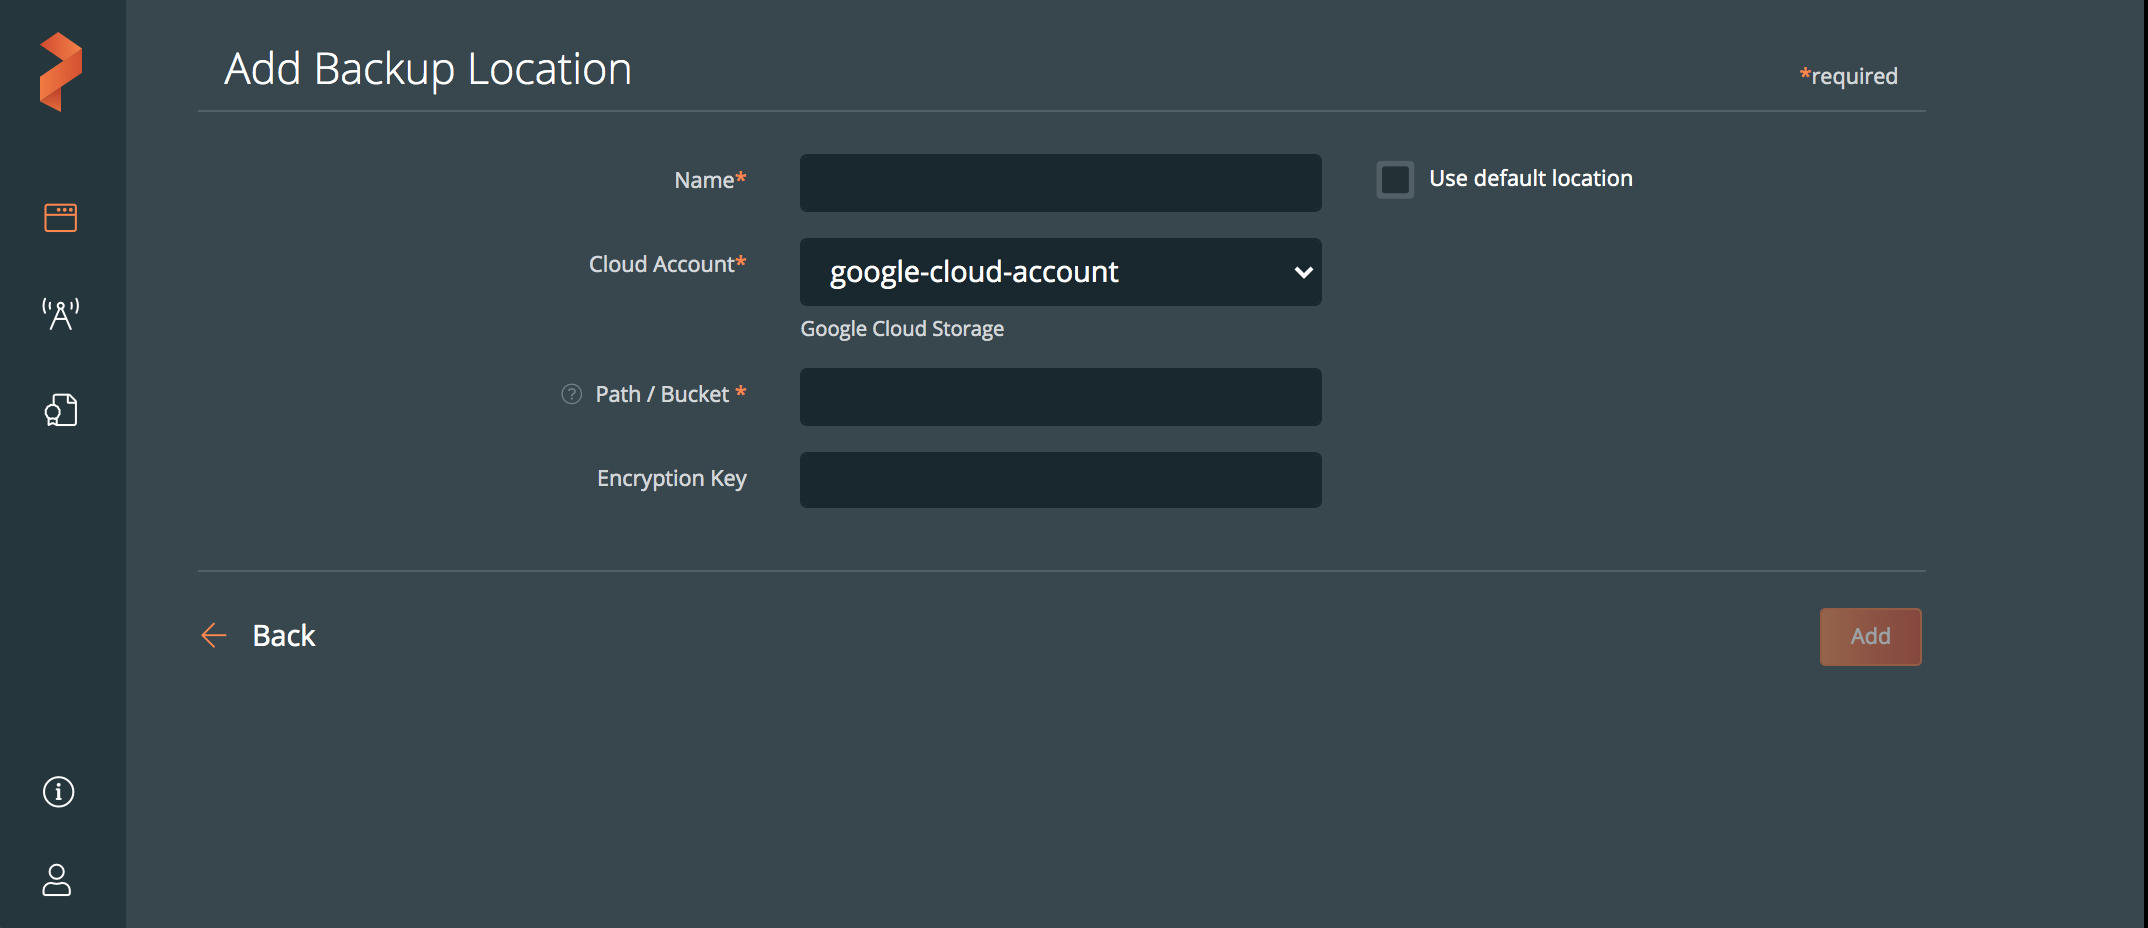 Add Backup Location
*required
Name*
Use default location
Cloud Account*
google-cloud-account
Google Cloud Storage
? Path / Bucket *
Encryption Key
Back
Add